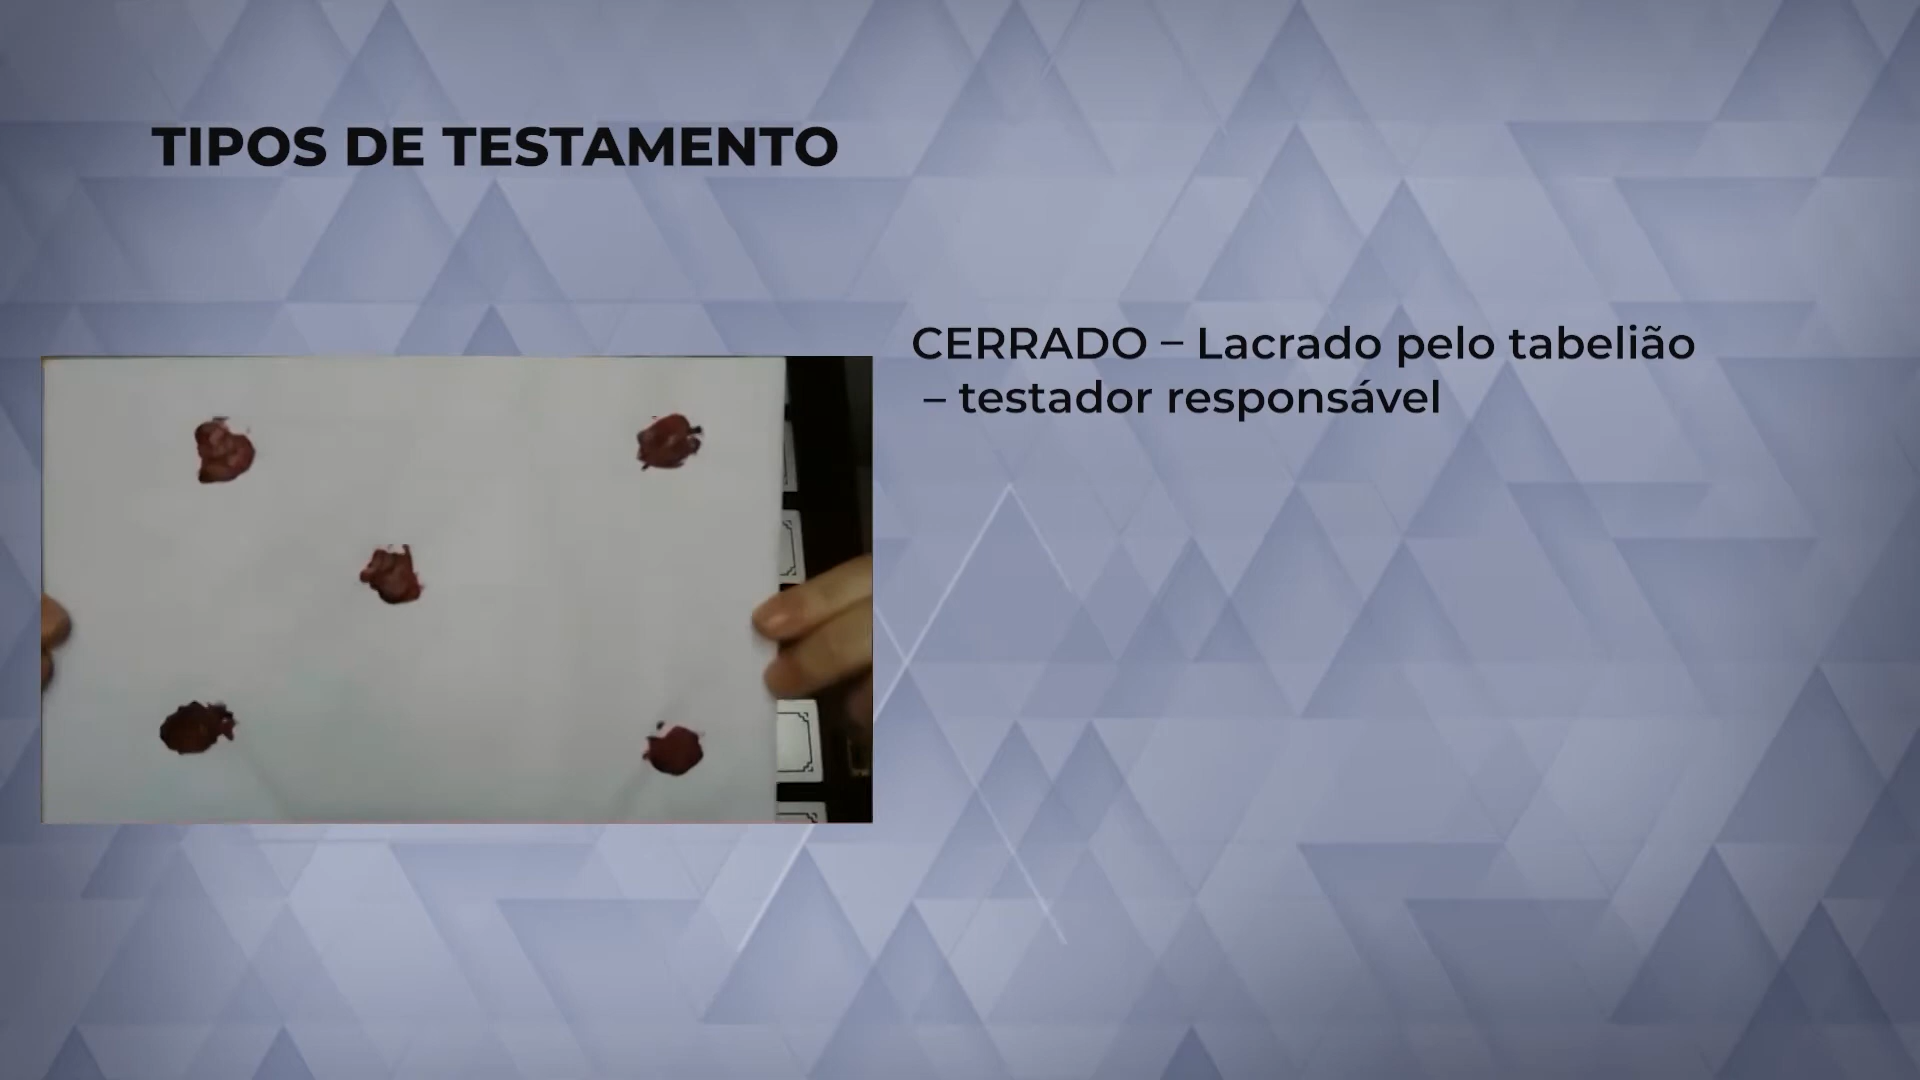 TIPOS DE TESTAMENTO
CERRADO – Lacrado pelo tabelião
– testador responsável